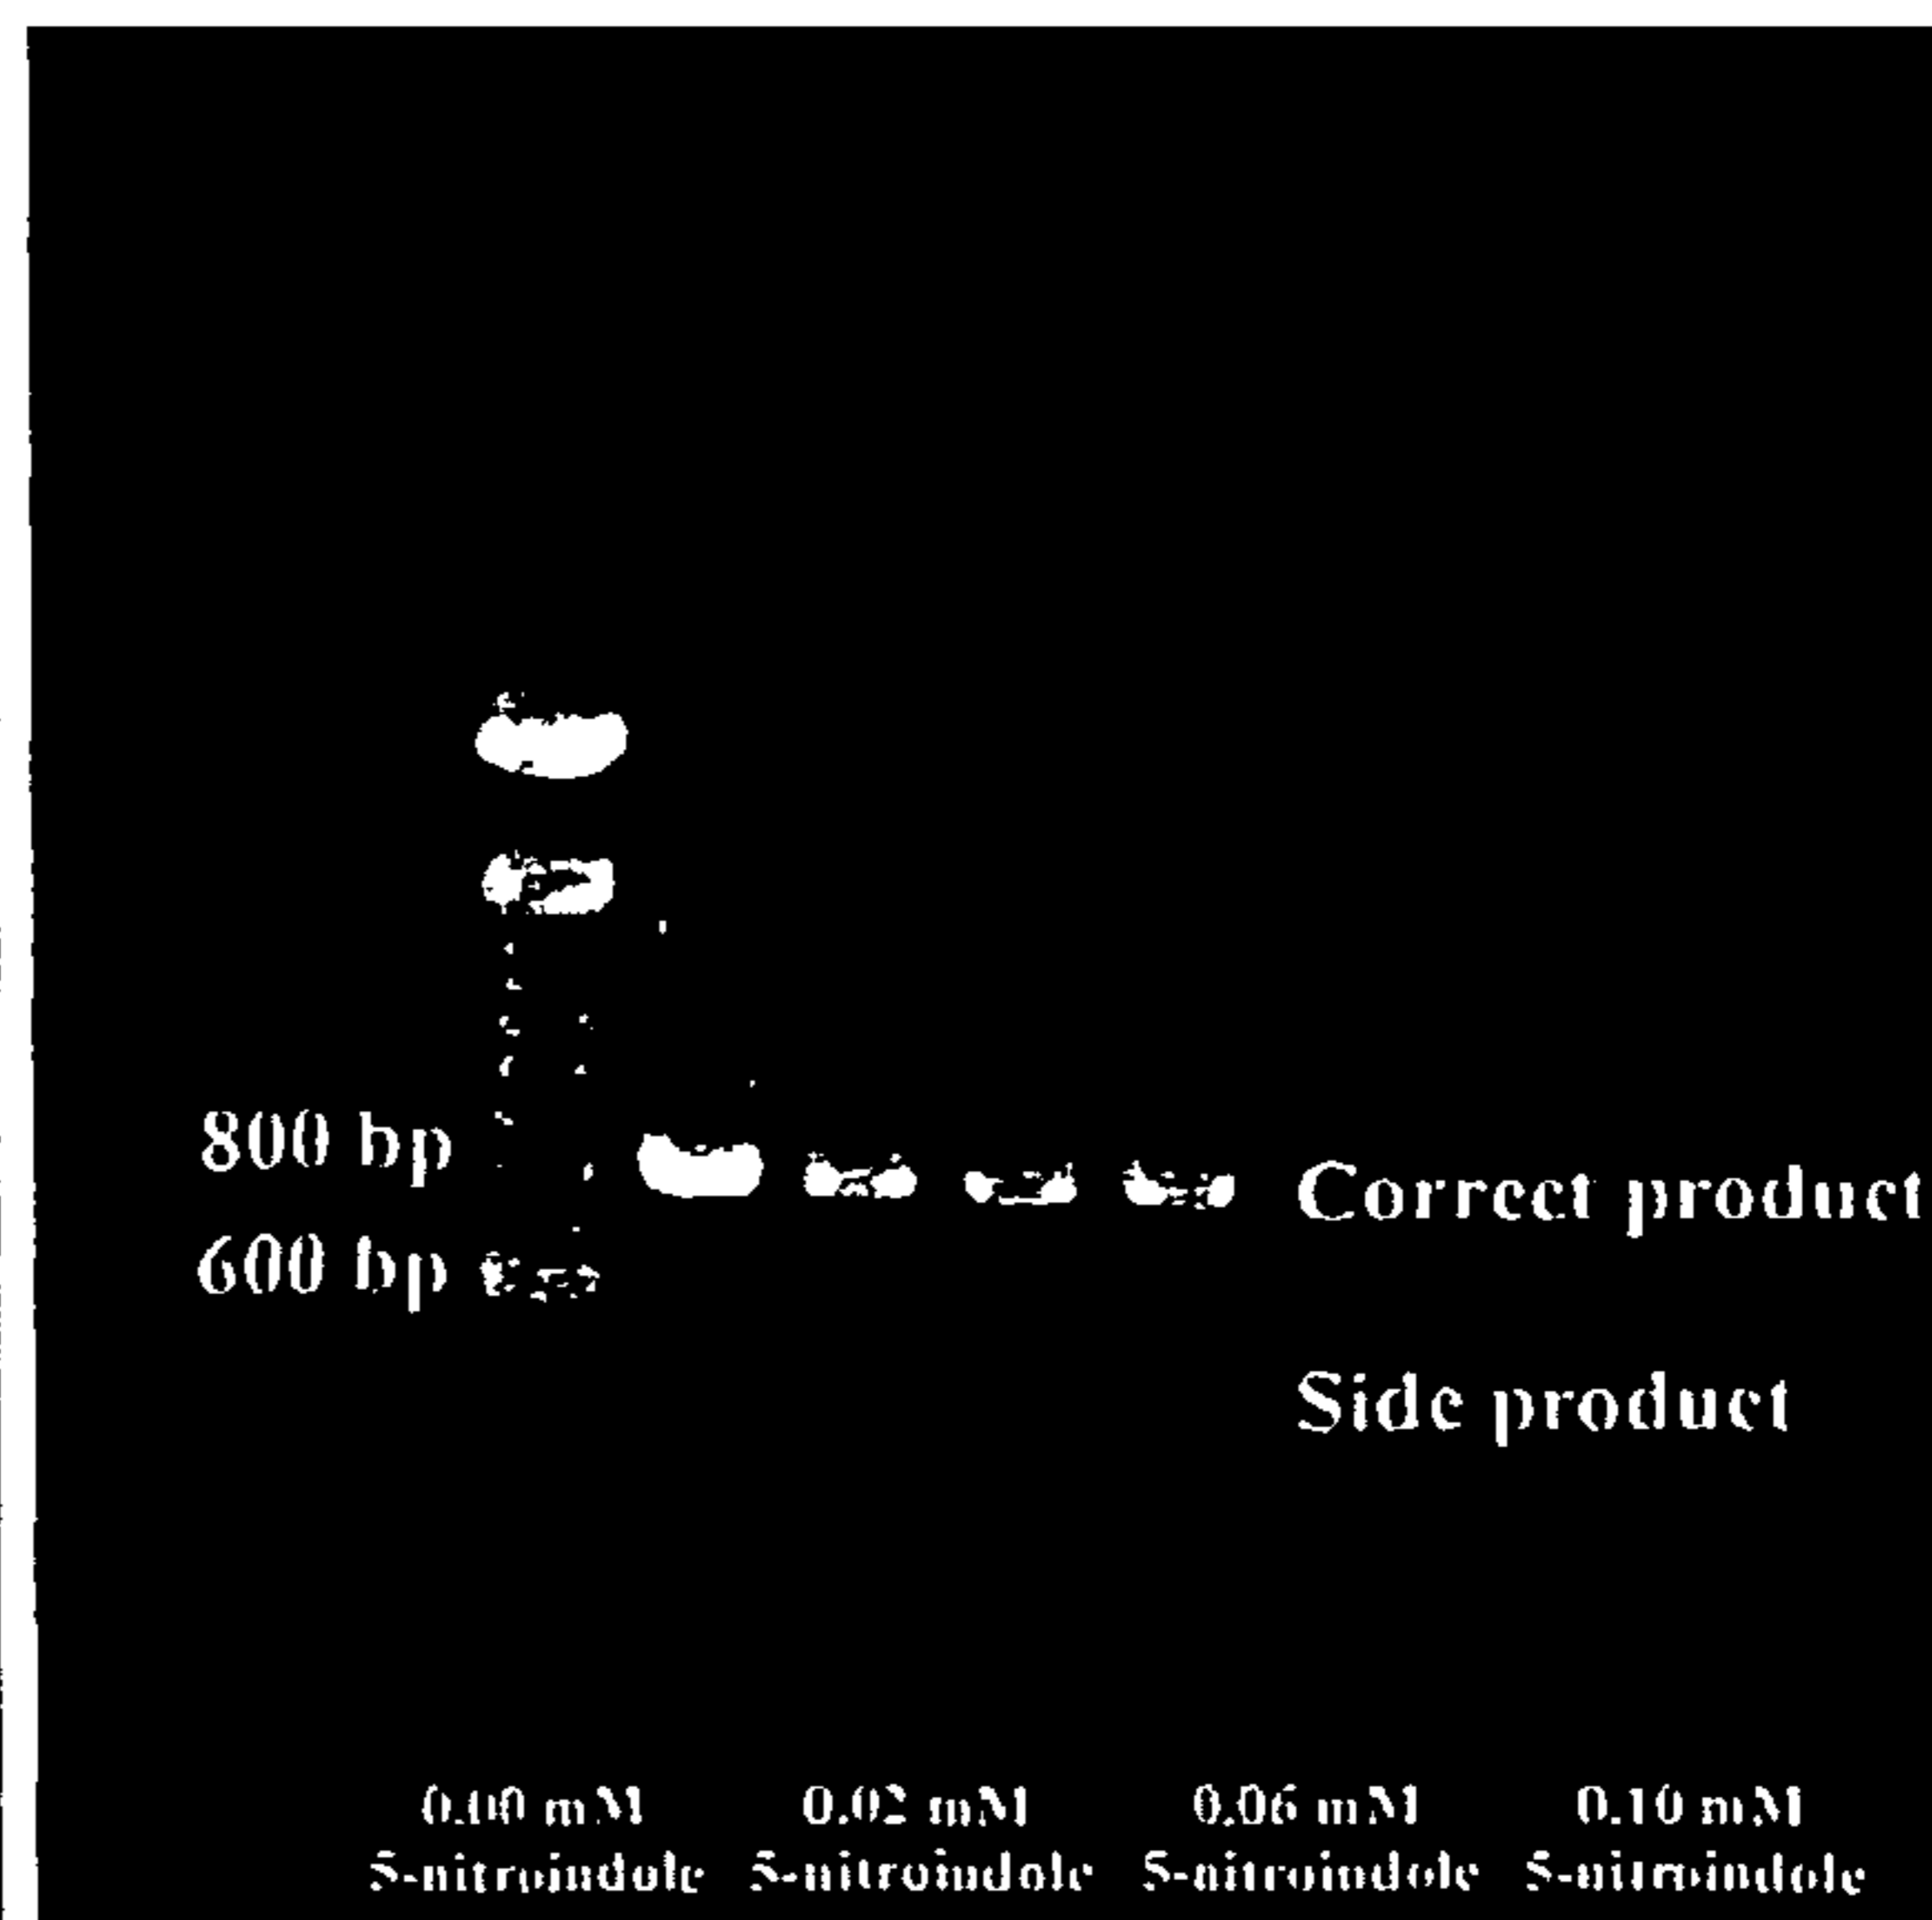 800 bp
Correct product
600 bp
Side product
0.00 mM 0.02 mM 0.06 mM 0.10 mM
5-nitroindole 5-nitroindole 5-nitroindole 5-nitroindole